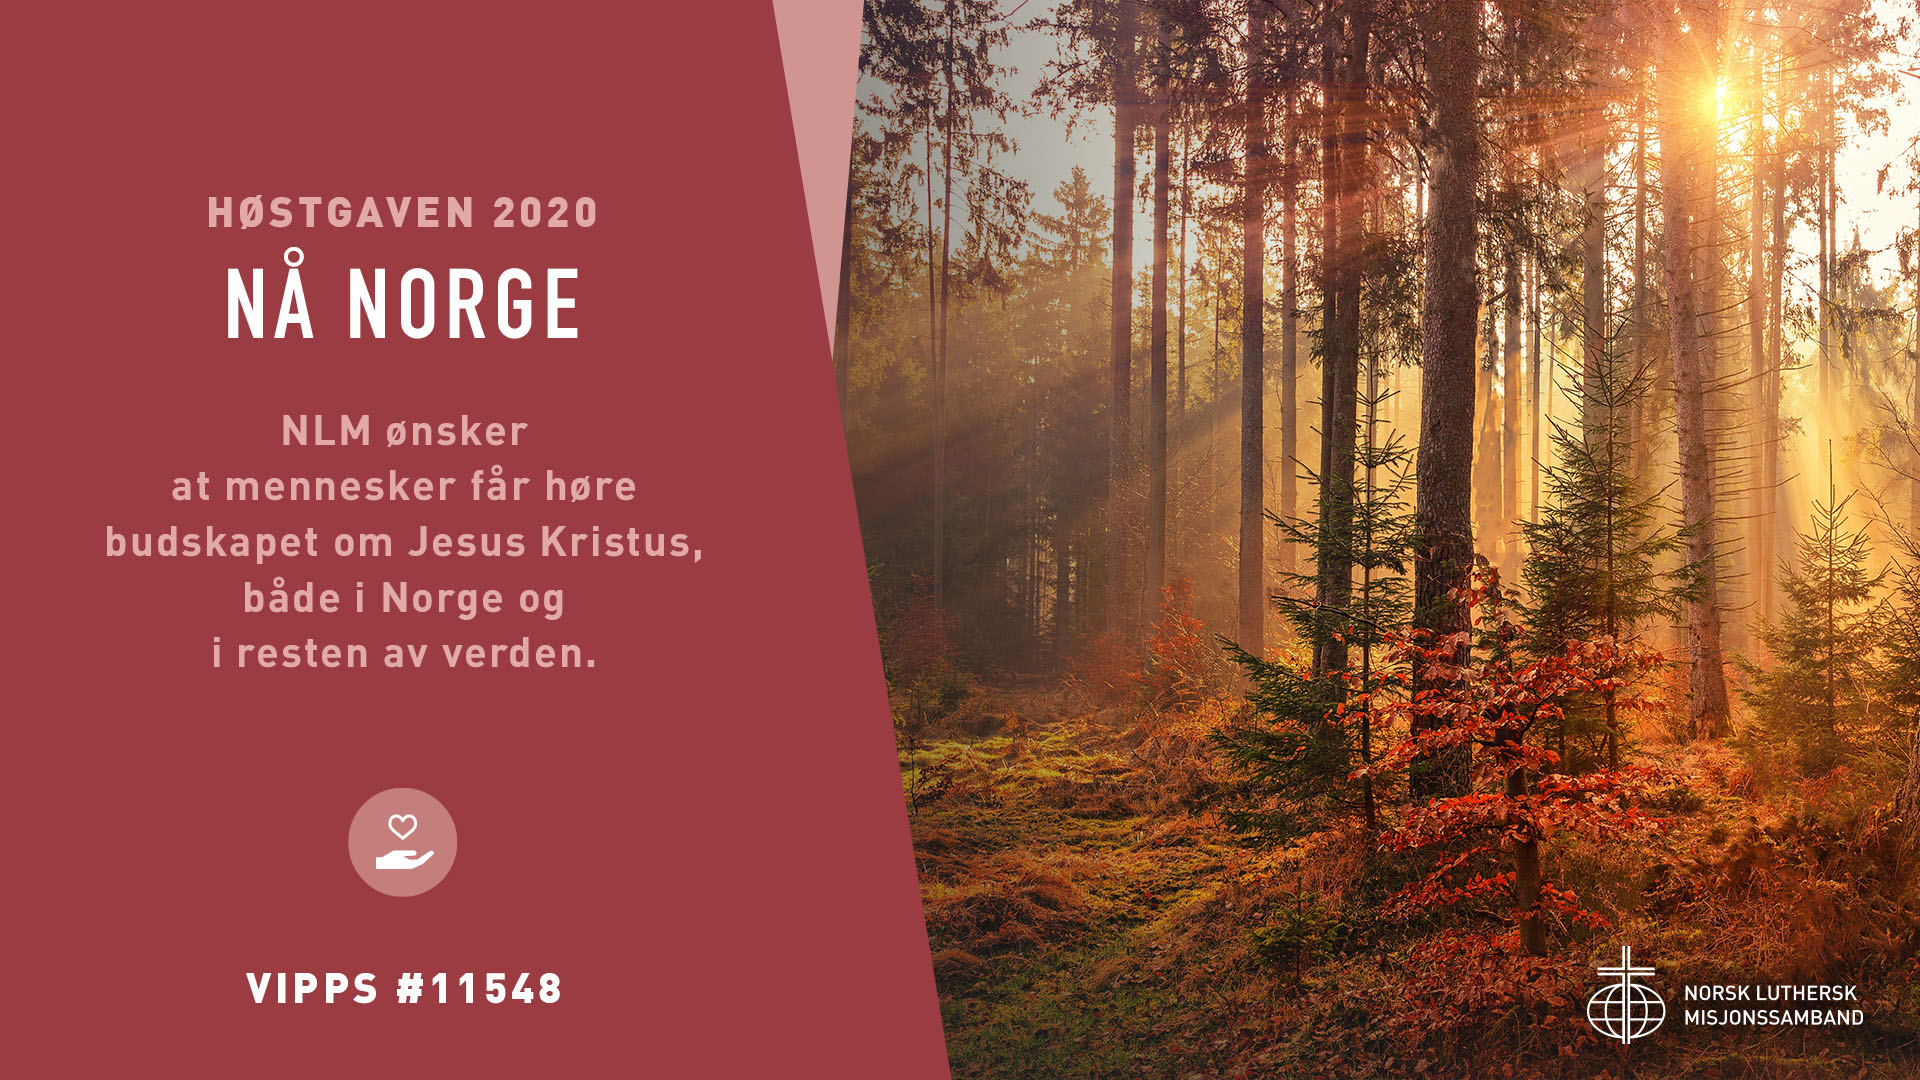 HØSTGAVEN 2020
NÅ NORGE
NLM ønsker
at mennesker får høre
budskapet om Jesus Kristus,
både i Norge og
i resten av verden.
VIPPS #11548
NORSK LUTHERSK
MISJONSSAMBAND